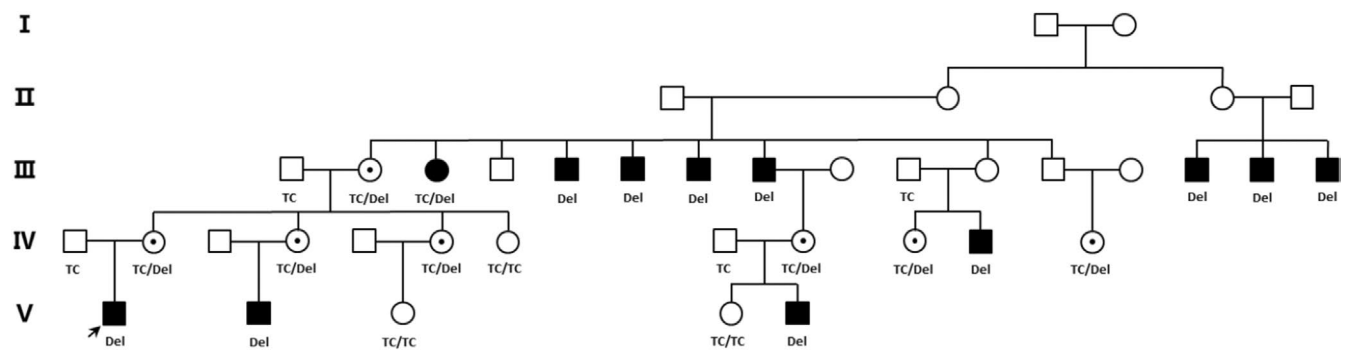 I
II
III
TC TC/Del TC/Del Del Del Del Del TC Del Del Del
IV
TC TC/Del TC/Del TC/Del TC/TC TC TC/Del TC/Del Del TC/Del
V
Del Del TC/TC TC/TC Del